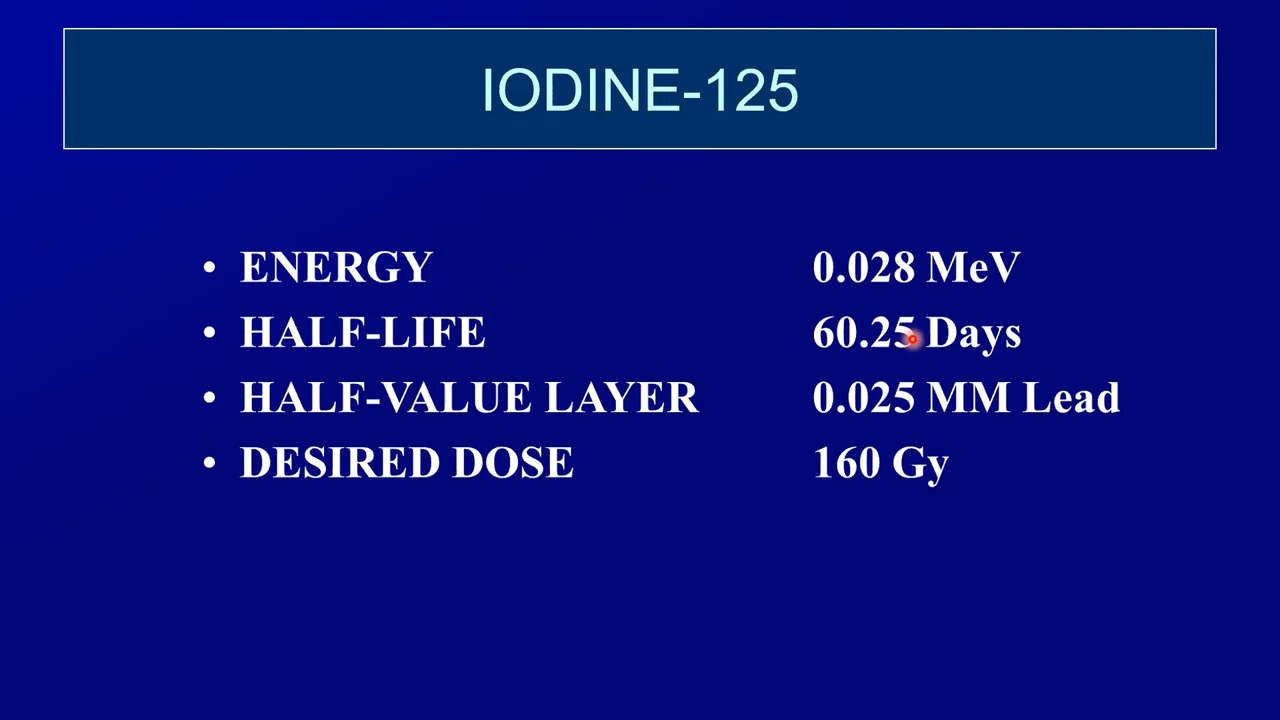 IODINE-125
• ENERGY 0.028 MeV
• HALF-LIFE 60.25 Days
• HALF-VALUE LAYER 0.025 MM Lead
• DESIRED DOSE 160 Gy